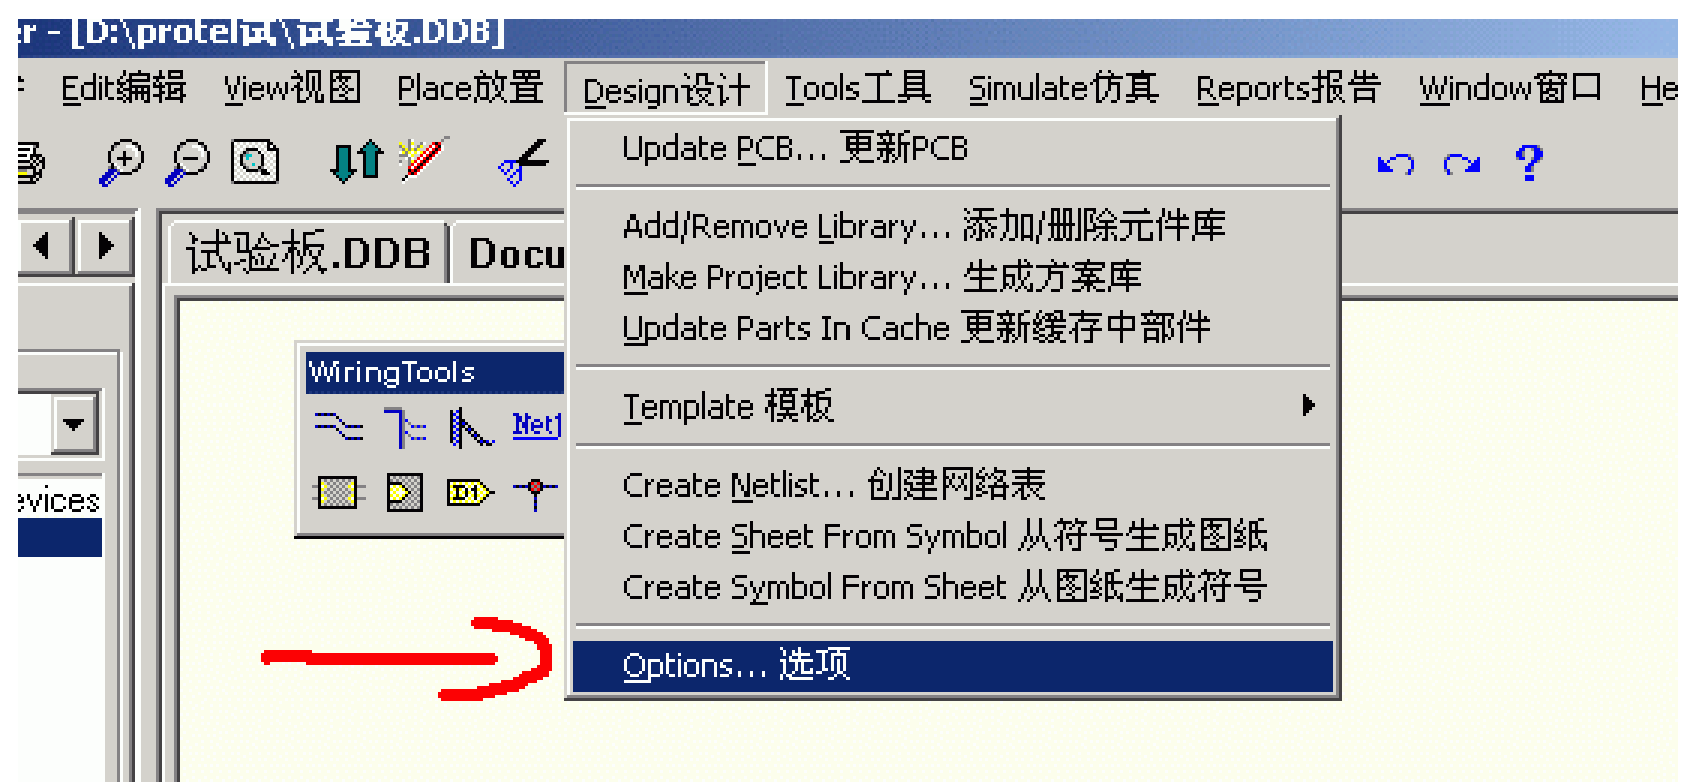 er - [D:\protel试\试验板.DDB]
Edit编辑 View视图 Place放置 Design设计 Tools工具 Simulate仿真 Reports报告 Window窗口 He
Update PCB... 更新PCB
试验板.DDB Docu
Add/Remove Library... 添加/删除元件库
Make Project Library... 生成方案库
Update Parts In Cache 更新缓存中部件
WiringTools
Template 模板
Net1
Create Netlist... 创建网络表
D1
evices
Create Sheet From Symbol 从符号生成图纸
Create Symbol From Sheet 从图纸生成符号
Options... 选项